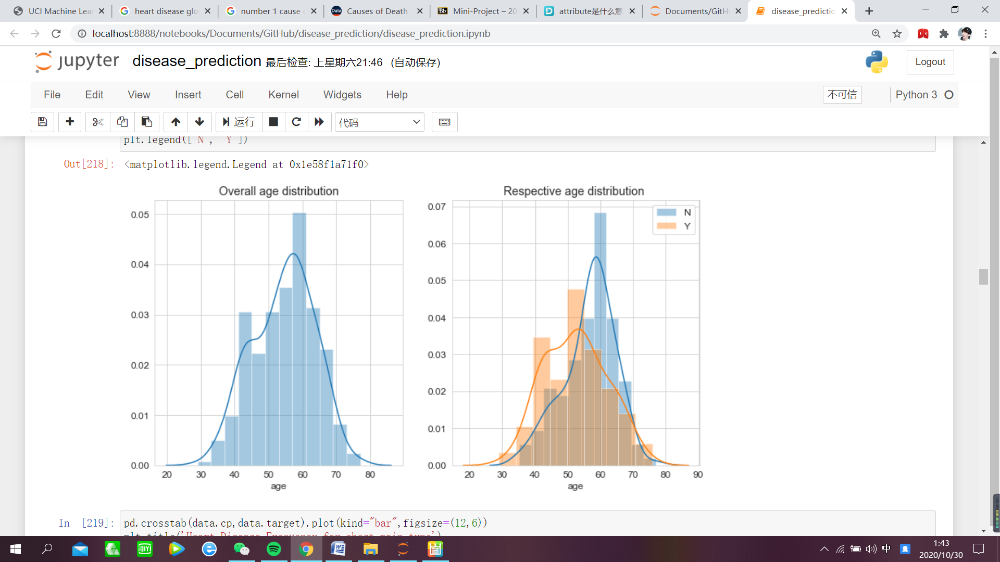 UCI Machine Lea
heart disease glo
number 1 cause o
Data
Causes of Death
Bb
Mini-Project – 20
attribute是什么意
Documents/GitH
disease_predictio
localhost:8888/notebooks/Documents/GitHub/disease_prediction/disease_prediction.ipynb
jupyter
disease_prediction 最后检查: 上星期六21:46 (自动保存)
Logout
File Edit View Insert Cell Kernel Widgets Help
不可信
Python 3
运行
代码
plt.legend(['N', 'Y'])
Out[218]: <matplotlib.legend.Legend at 0x1e58f1a71f0>
Overall age distribution
0.05
0.04
0.03
0.02
0.01
0.00
20 30 40 50 60 70 80
age
Respective age distribution
N
Y
0.07
0.06
0.05
0.04
0.03
0.02
0.01
0.00
20 30 40 50 60 70 80 90
age
In [219]: pd.crosstab(data.cp,data.target).plot(kind="bar",figsize=(12,6))
plt.title('Heart Disease Frequency for chest pain type')
QIYI
中
1:43
2020/10/30